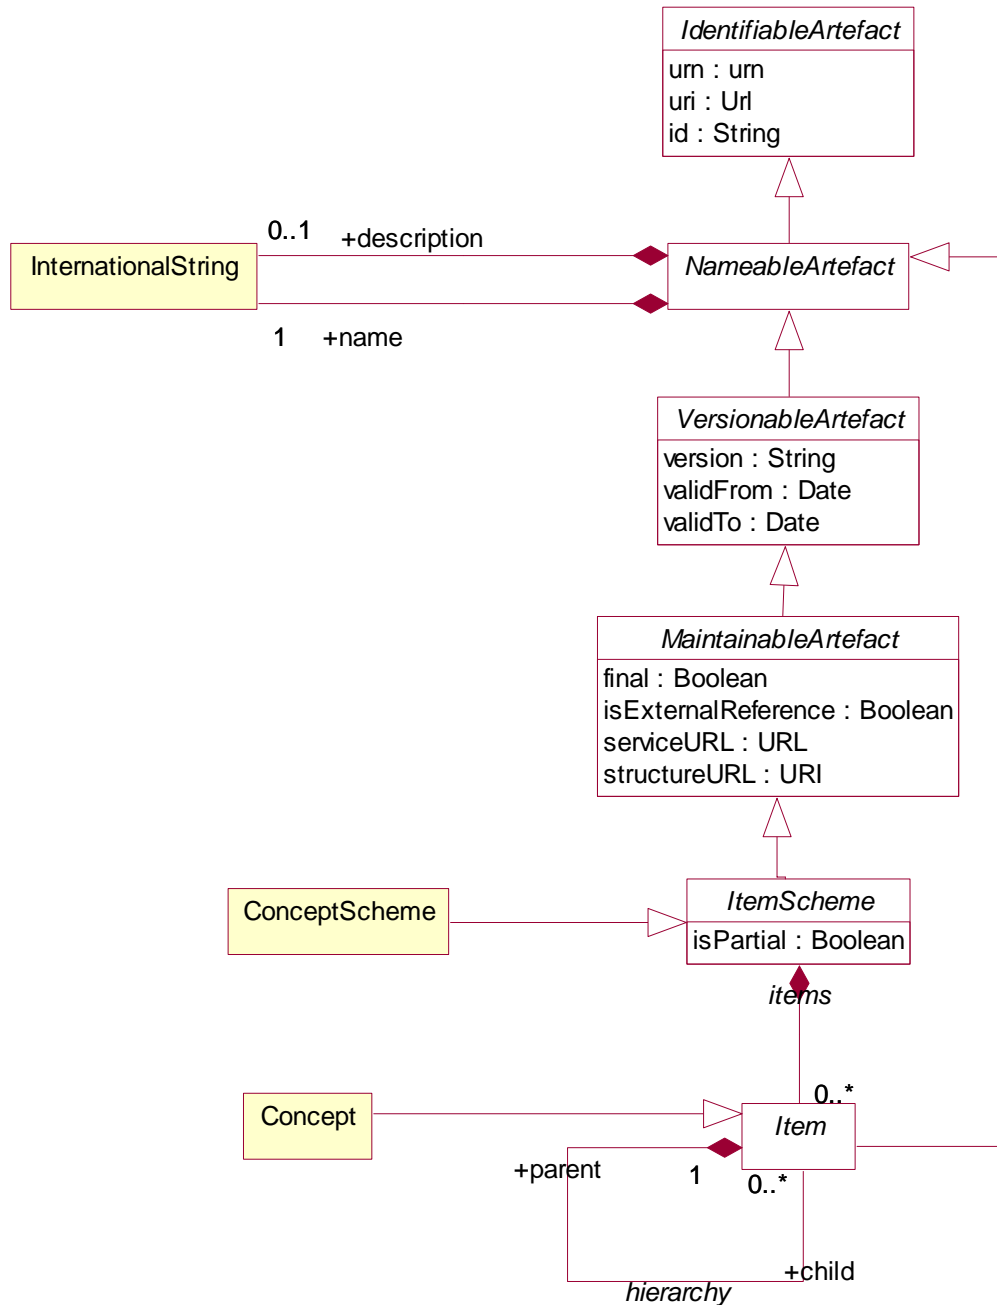 IdentifiableArtefact
urn : urn
uri : Url
id : String
0..1
+description
InternationalString
NameableArtefact
1
+name
VersionableArtefact
version : String
validFrom : Date
validTo : Date
MaintainableArtefact
final : Boolean
isExternalReference : Boolean
serviceURL : URL
structureURL : URI
ConceptScheme
ItemScheme
isPartial : Boolean
items
0..*
Concept
Item
+parent
1
0..*
+child
hierarchy